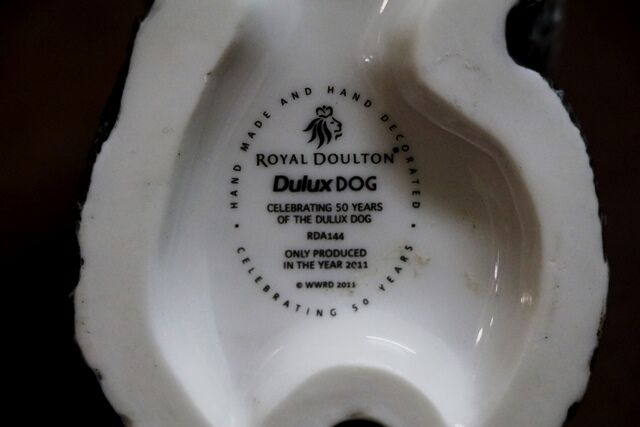 HAND MADE AND HAND DECORATED
ROYAL DOULTON®
Dulux DOG
CELEBRATING 50 YEARS
OF THE DULUX DOG
RDA144
ONLY PRODUCED
IN THE YEAR 2011
© WWRD 2011
• CELEBRATING 50 YEARS •